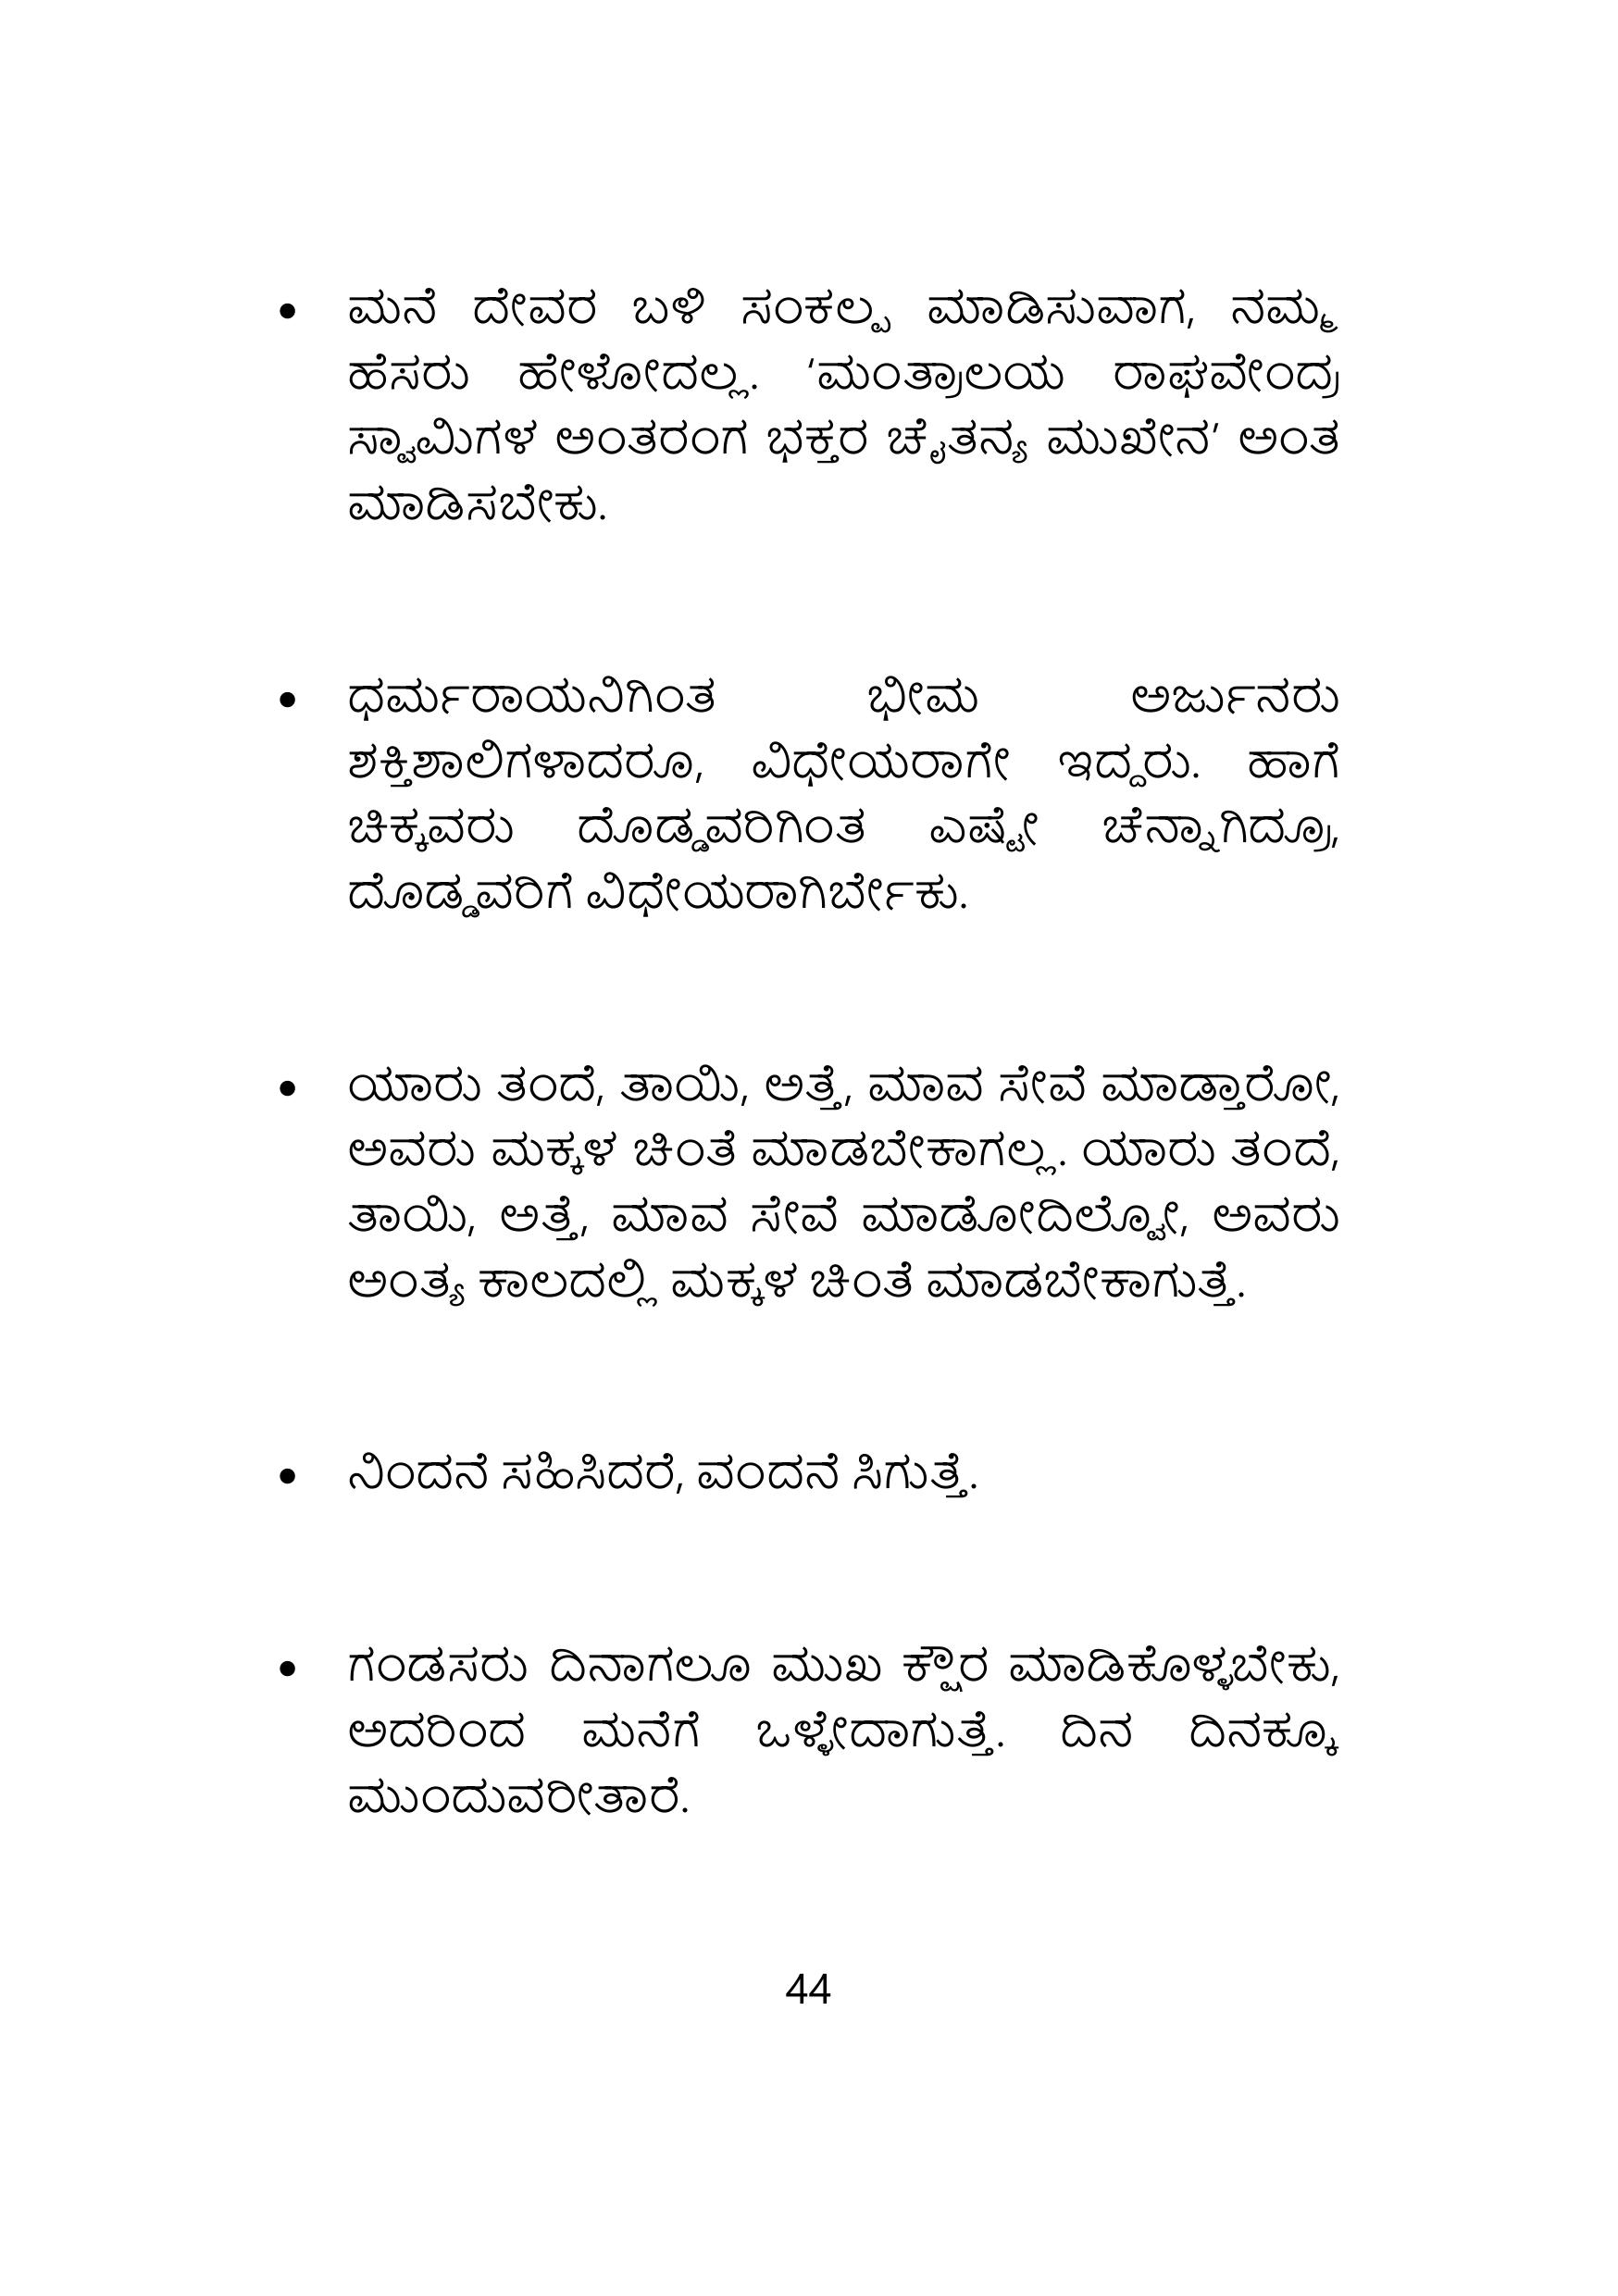 • ಮನೆ ದೇವರ ಬಳಿ ಸಂಕಲ್ಪ ಮಾಡಿಸುವಾಗ, ನಮ್ಮ
ಹೆಸರು ಹೇಳೋದಲ್ಲ. ‘ಮಂತ್ರಾಲಯ ರಾಘವೇಂದ್ರ
ಸ್ವಾಮಿಗಳ ಅಂತರಂಗ ಭಕ್ತರ ಚೈತನ್ಯ ಮುಖೇನ’ ಅಂತ
ಮಾಡಿಸಬೇಕು.
• ಧರ್ಮರಾಯನಿಗಿಂತ ಭೀಮ ಅರ್ಜುನರು
ಶಕ್ತಿಶಾಲಿಗಳಾದರೂ, ವಿಧೇಯರಾಗೇ ಇದ್ದರು. ಹಾಗೆ
ಚಿಕ್ಕವರು ದೊಡ್ಡವರಿಗಿಂತ ಎಷ್ಟೇ ಚೆನ್ನಾಗಿದ್ರೂ,
ದೊಡ್ಡವರಿಗೆ ವಿಧೇಯರಾಗಿರ್ಬೇಕು.
• ಯಾರು ತಂದೆ, ತಾಯಿ, ಅತ್ತೆ, ಮಾವ ಸೇವೆ ಮಾಡ್ತಾರೋ,
ಅವರು ಮಕ್ಕಳ ಚಿಂತೆ ಮಾಡಬೇಕಾಗಲ್ಲ. ಯಾರು ತಂದೆ,
ತಾಯಿ, ಅತ್ತೆ, ಮಾವ ಸೇವೆ ಮಾಡೋದಿಲ್ವೋ, ಅವರು
ಅಂತ್ಯ ಕಾಲದಲ್ಲಿ ಮಕ್ಕಳ ಚಿಂತೆ ಮಾಡಬೇಕಾಗುತ್ತೆ.
• ನಿಂದನೆ ಸಹಿಸಿದರೆ, ವಂದನೆ ಸಿಗುತ್ತೆ.
• ಗಂಡಸರು ದಿನಾಗಲೂ ಮುಖ ಕ್ಷೌರ ಮಾಡಿಕೊಳ್ಳಬೇಕು,
ಅದರಿಂದ ಮನೆಗೆ ಒಳ್ಳೇದಾಗುತ್ತೆ. ದಿನ ದಿನಕ್ಕೂ
ಮುಂದುವರೀತಾರೆ.
44